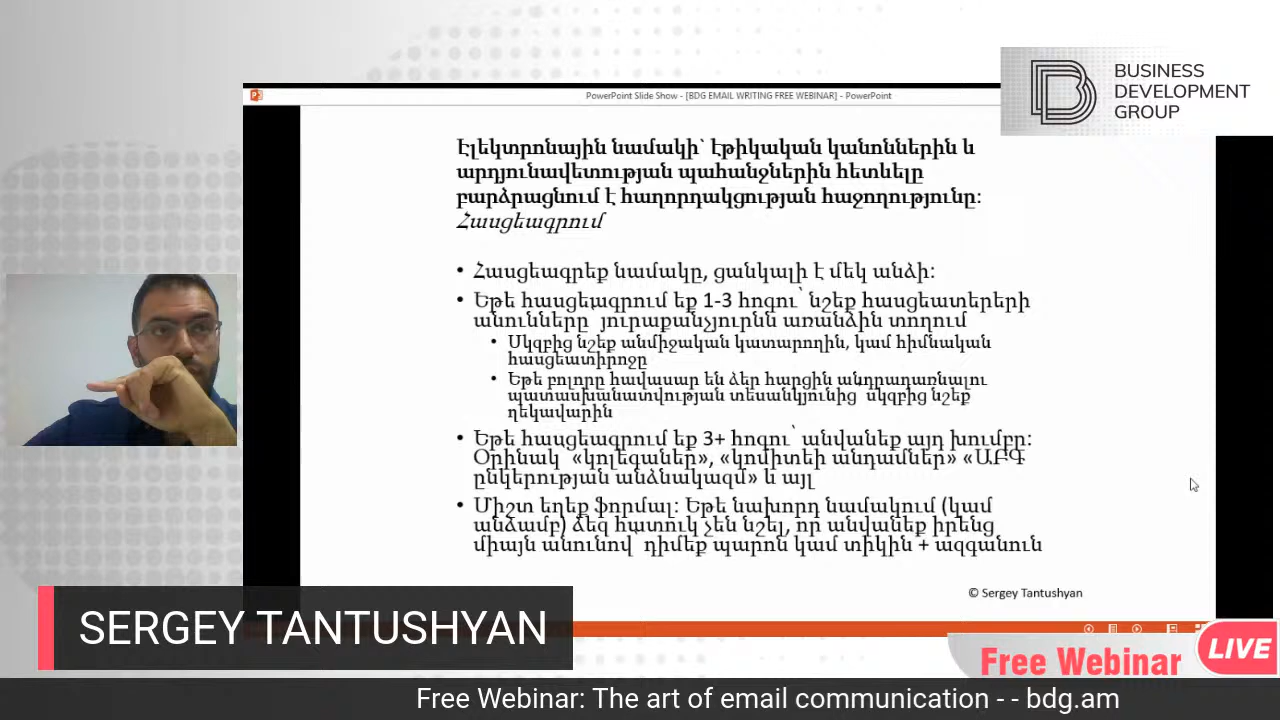 BUSINESS
DEVELOPMENT
GROUP
PowerPoint Slide Show - [BDG EMAIL WRITING FREE WEBINAR] - PowerPoint
Էլեկտրոնային նամակի՝ էթիկական կանոններին և
արդյունավետության պահանջներին հետևելը
բարձրացնում է հաղորդակցության հաջողությունը:
Հասցեագրում
• Հասցեագրեք նամակը, ցանկալի է մեկ անձի:
• Եթե հասցեագրում եք 1-3 հոգու՝ նշեք հասցեատերերի
անունները յուրաքանչյուրնն առանձին տողում
• Սկզբից նշեք անմիջական կատարողին, կամ հիմնական
հասցեատիրոջը
• Եթե բոլորը հավասար են ձեր հարցին անդրադառնալու
պատասխանատվության տեսանկյունից սկզբից նշեք
ղեկավարին
• Եթե հասցեագրում եք 3+ հոգու՝ անվանեք այդ խումբը:
Օրինակ «կոլեգաներ», «կոմիտեի անդամներ» «ԱԲԳ
ընկերության անձնակազմ» և այլ
• Միշտ եղեք ֆորմալ: Եթե նախորդ նամակում (կամ
անձամբ) ձեզ հատուկ չեն նշել, որ անվանեք իրենց
միայն անունով դիմեք պարոն կամ տիկին + ազգանուն
© Sergey Tantushyan
SERGEY TANTUSHYAN
Free Webinar
LIVE
Free Webinar: The art of email communication - - bdg.am